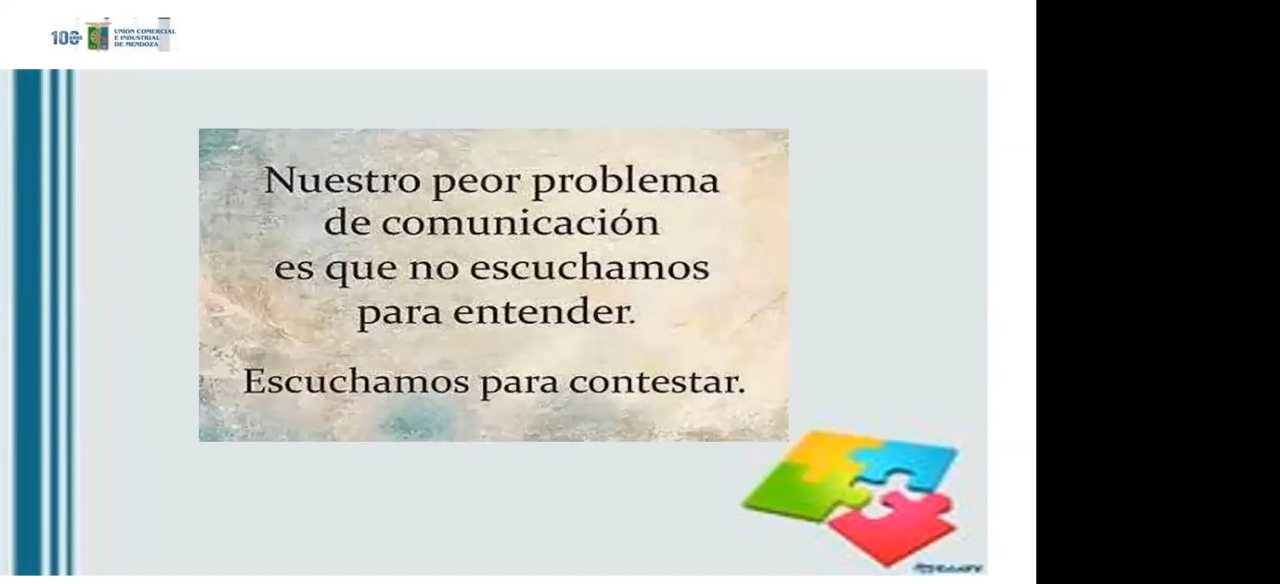 UNION COMERCIAL
E INDUSTRIAL
DE MENDOZA
Nuestro peor problema
de comunicación
es que no escuchamos
para entender.
Escuchamos para contestar.